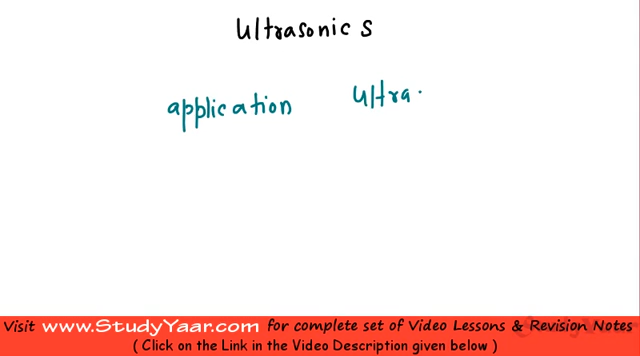 Ultrasonics
application Ultra
Visit www.StudyYaar.com for complete set of Video Lessons & Revision Notes
( Click on the Link in the Video Description given below )